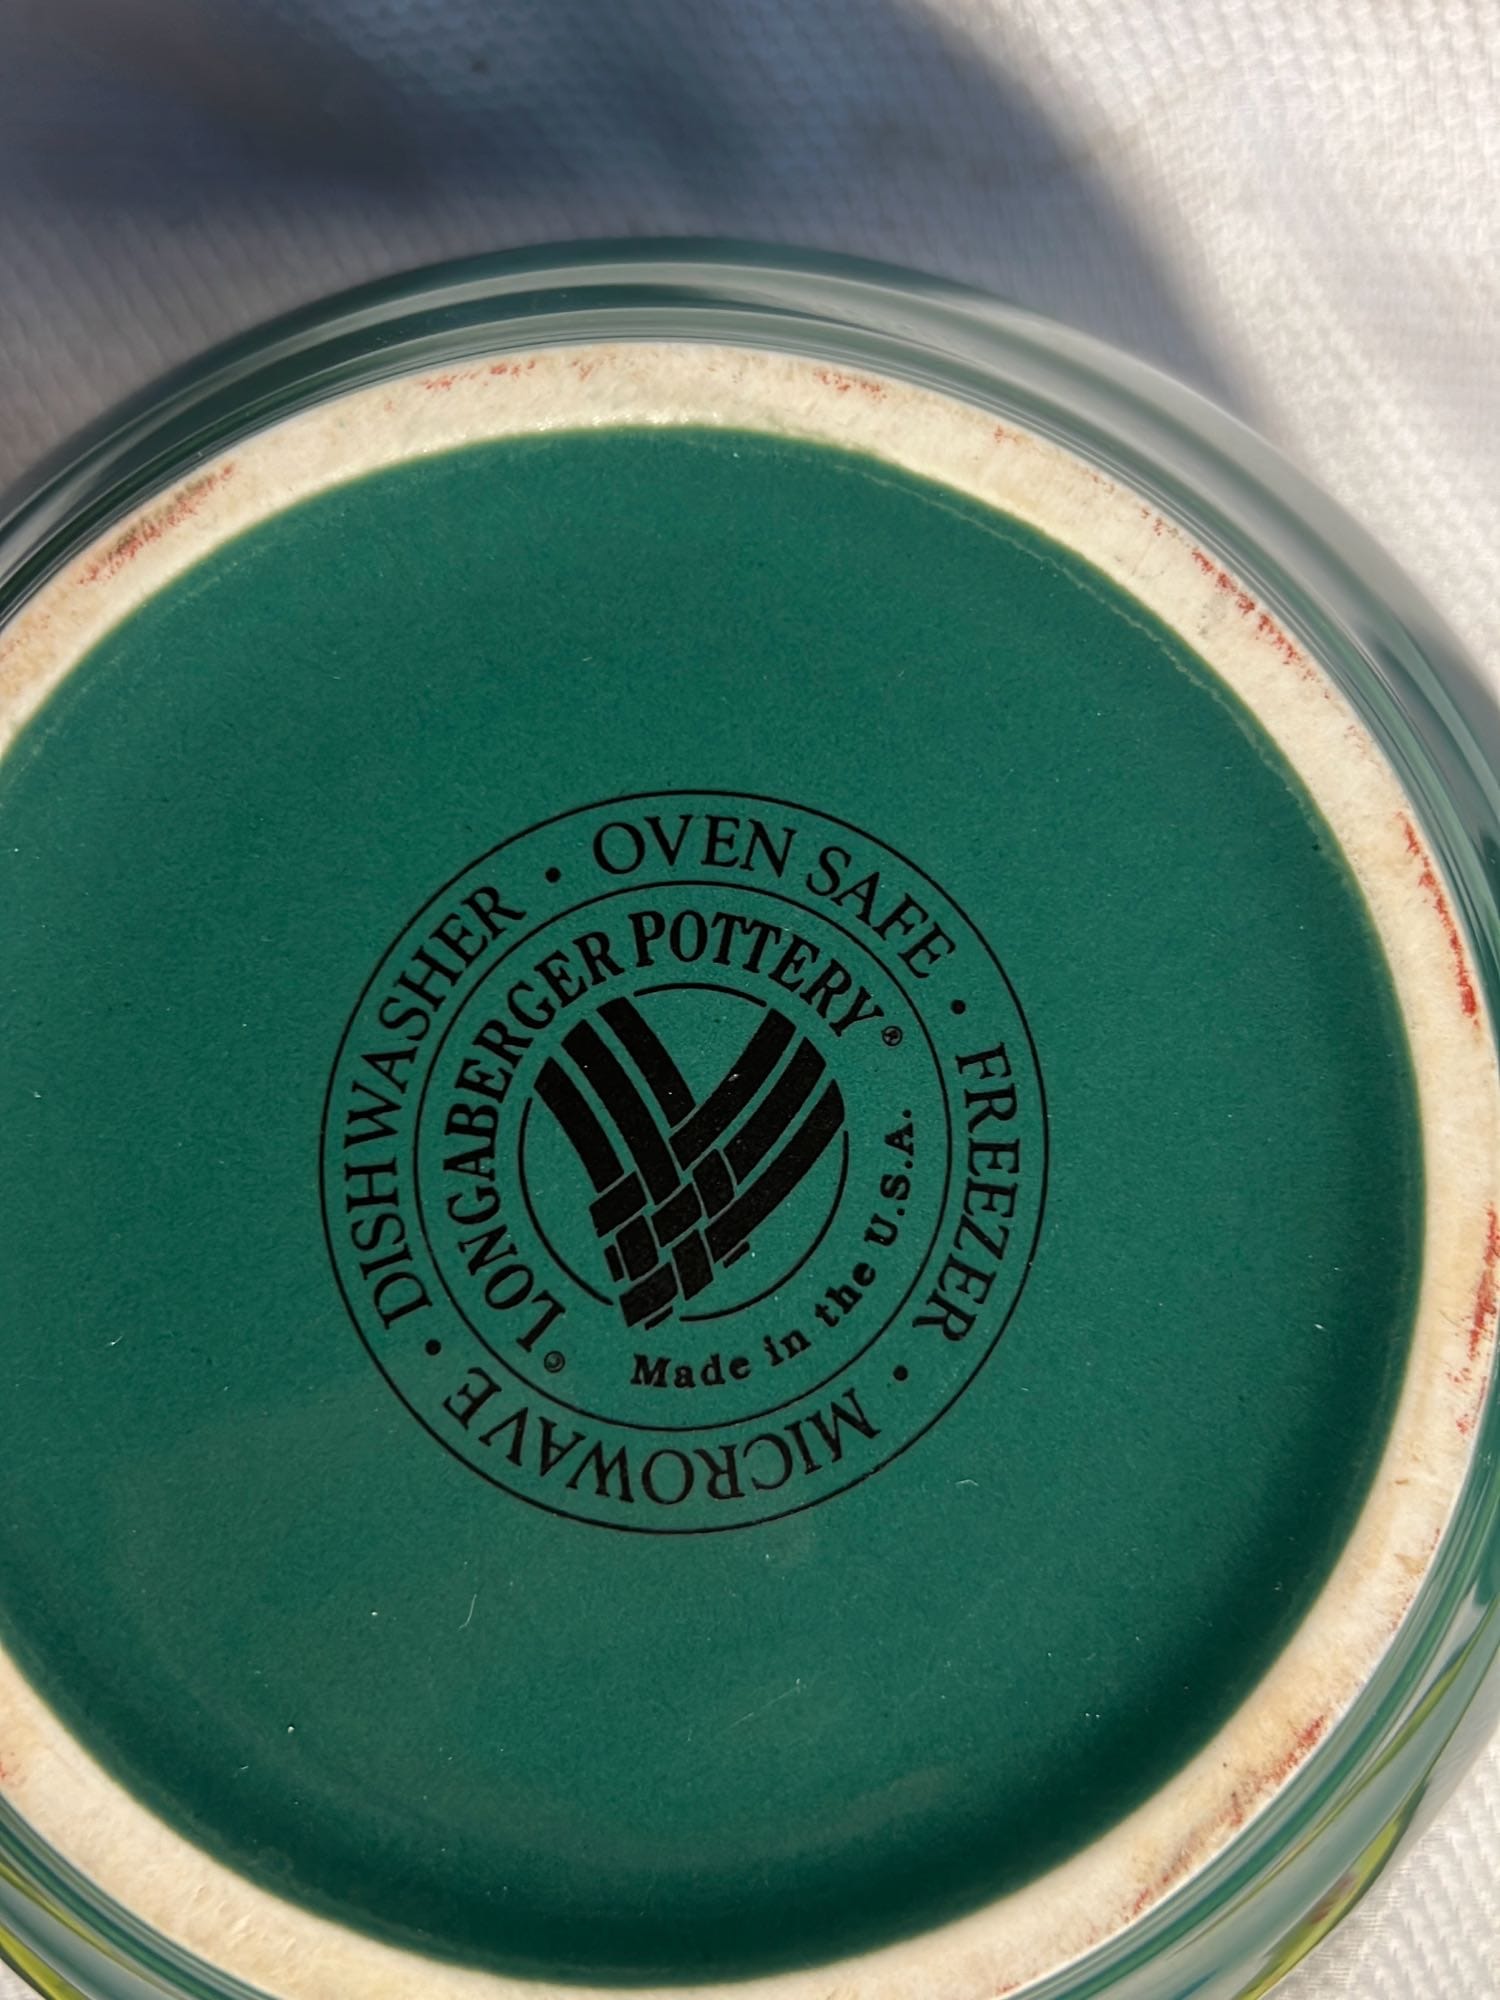 DISHWASHER • OVEN SAFE • FREEZER • MICROWAVE •
© LONGABERGER POTTERY ®
Made in the U.S.A.